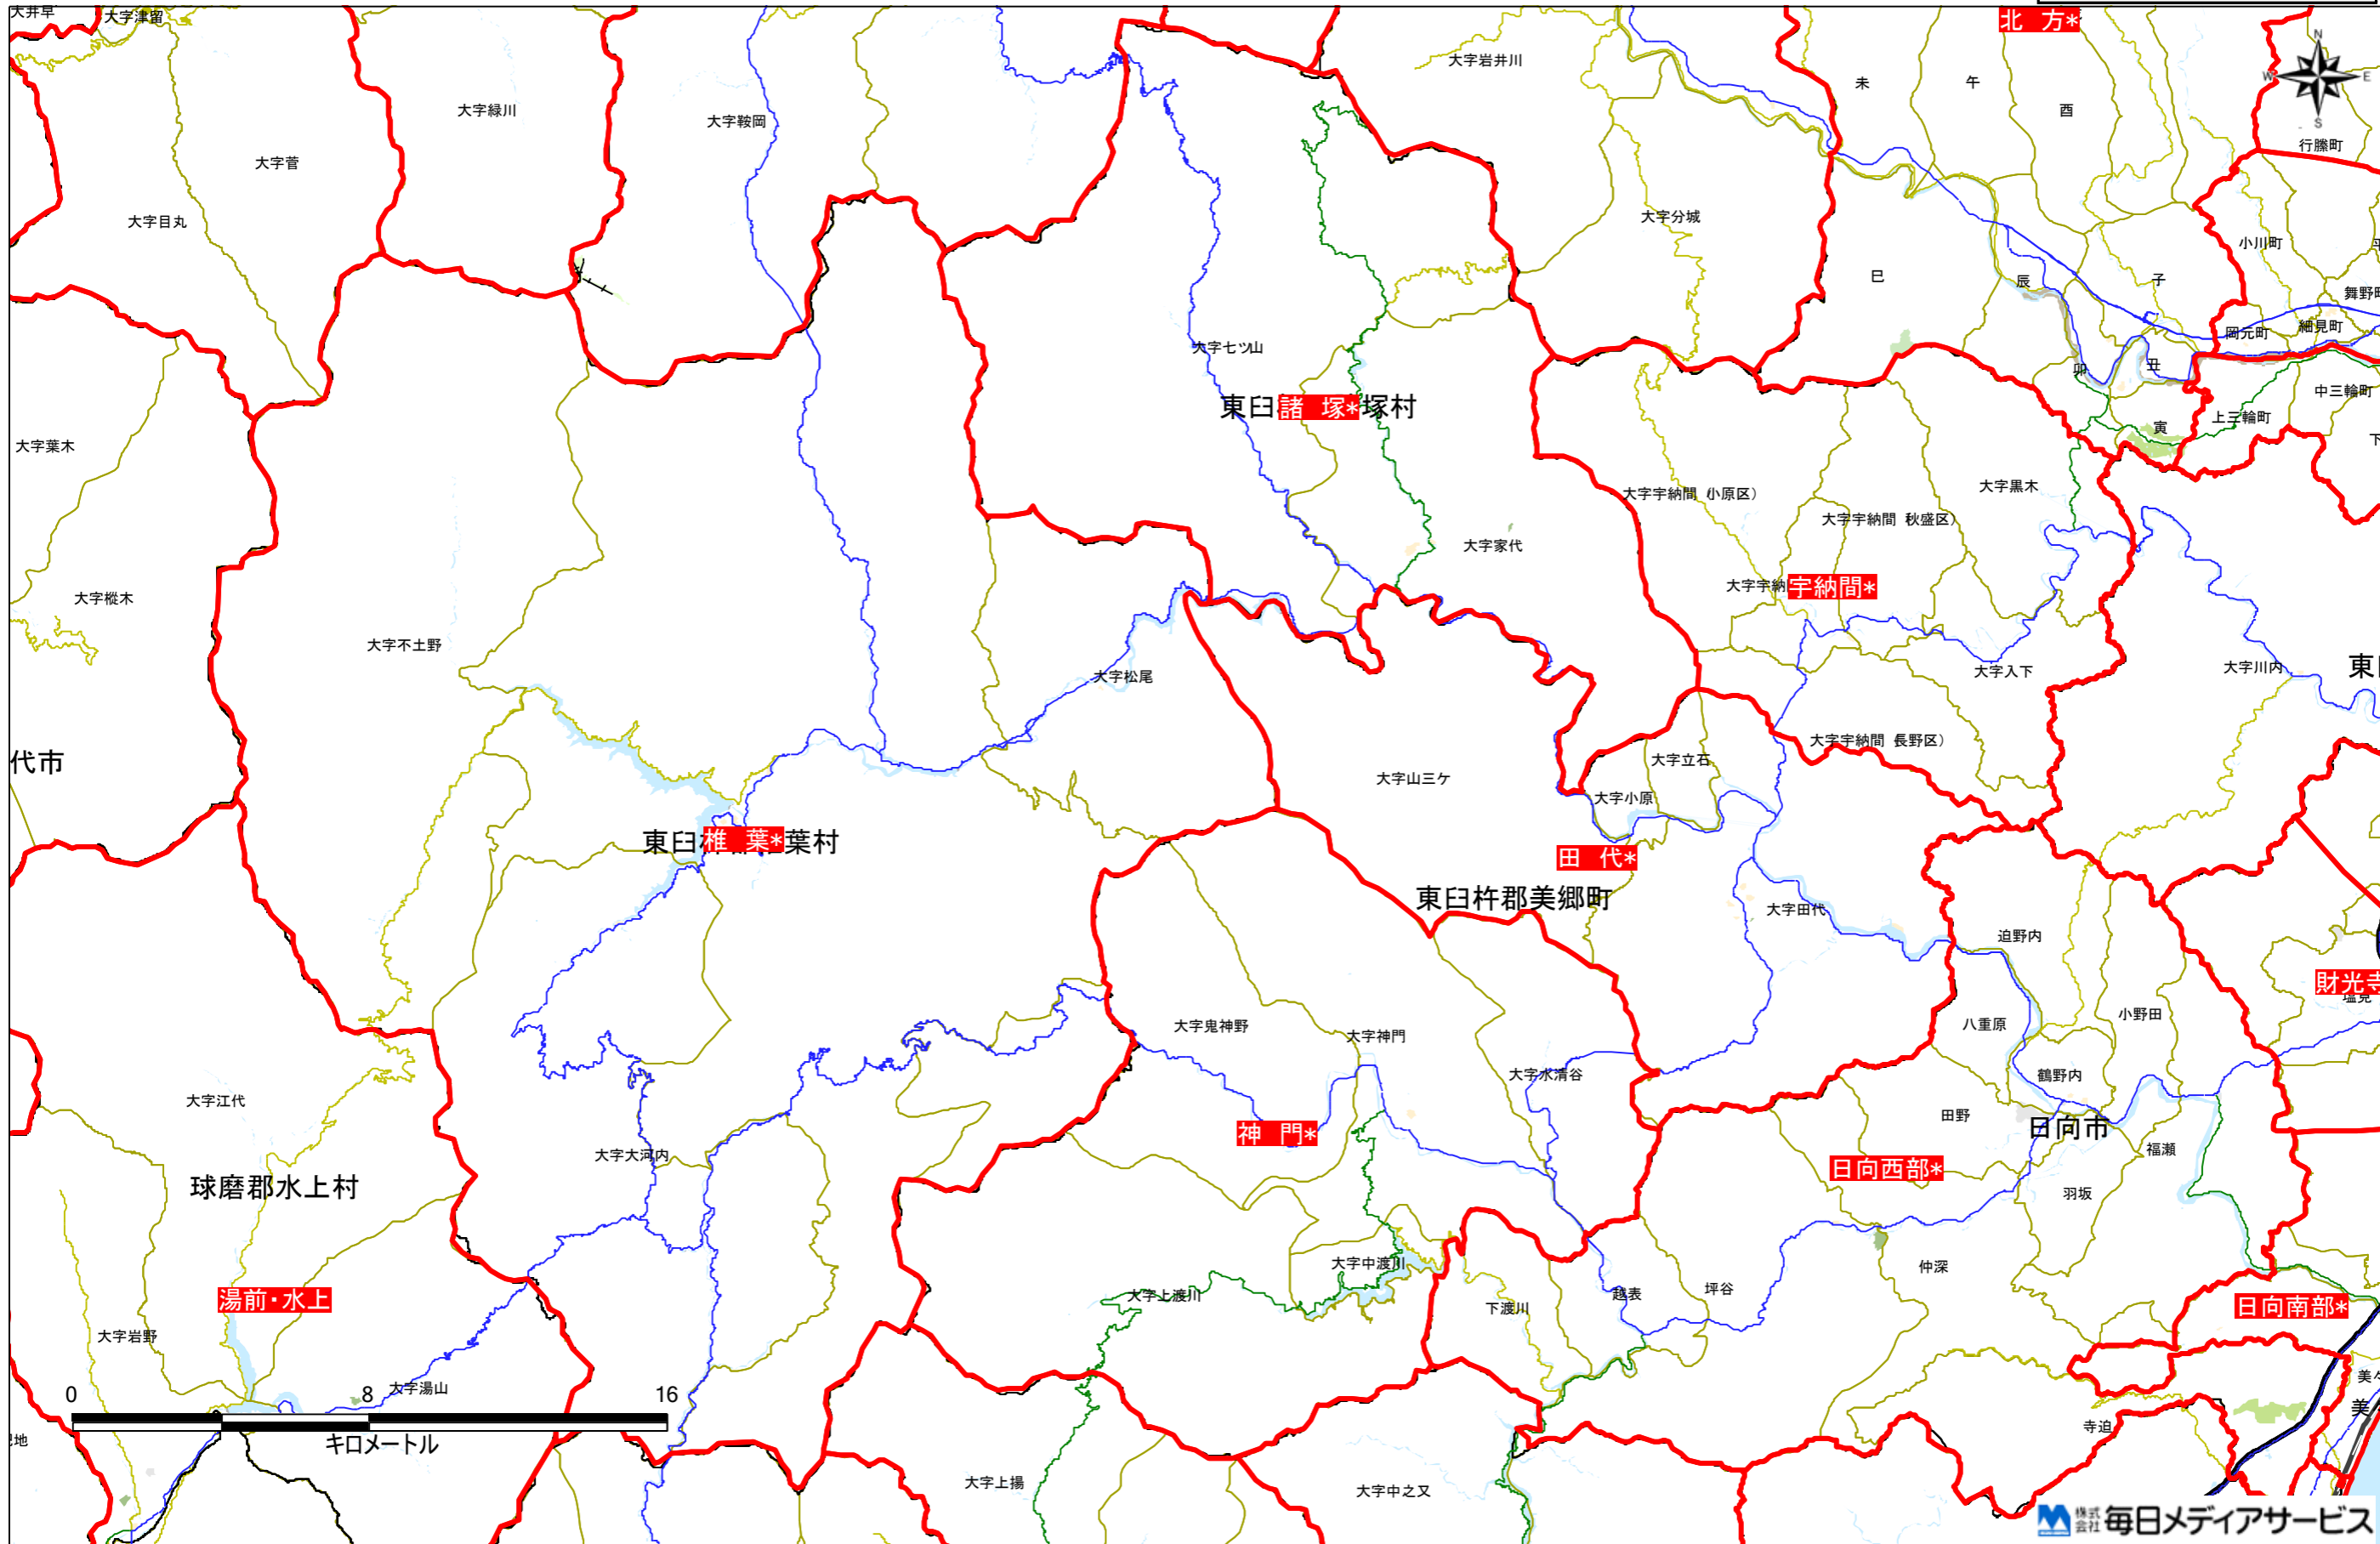 大井早
大字津留
北 方*
N
W
E
S
大字岩井川
未
午
酉
大字緑川
大字鞍岡
行縢町
大字菅
大字目丸
大字分城
小川町
巳
辰
子
舞野町
岡元町
細見町
大字七ツ山
卯
丑
中三輪町
東臼
諸 塚*
塚村
上三輪町
寅
下
大字葉木
大字宇納間（小原区）
大字黒木
大字宇納間 秋盛区）
大字家代
大字樅木
大字宇納
宇納間*
大字不土野
大字松尾
大字入下
大字川内
東
代市
大字宇納間 長野区）
大字立石
大字山三ケ
大字小原
東臼
椎 葉*
葉村
田 代*
東臼杵郡美郷町
大字田代
迫野内
財光寺
塩見
大字鬼神野
大字神門
八重原
小野田
大字水清谷
鶴野内
大字江代
田野
神 門*
日向市
大字大河内
福瀬
日向西部*
球磨郡水上村
羽坂
大字中渡川
仲深
大字上渡川
越表
坪谷
湯前・水上
下渡川
日向南部*
大字岩野
大字湯山
美々
0 8 16
美
キロメートル
寺迫
地
大字上揚
大字中之又
株式会社 毎日メディアサービス